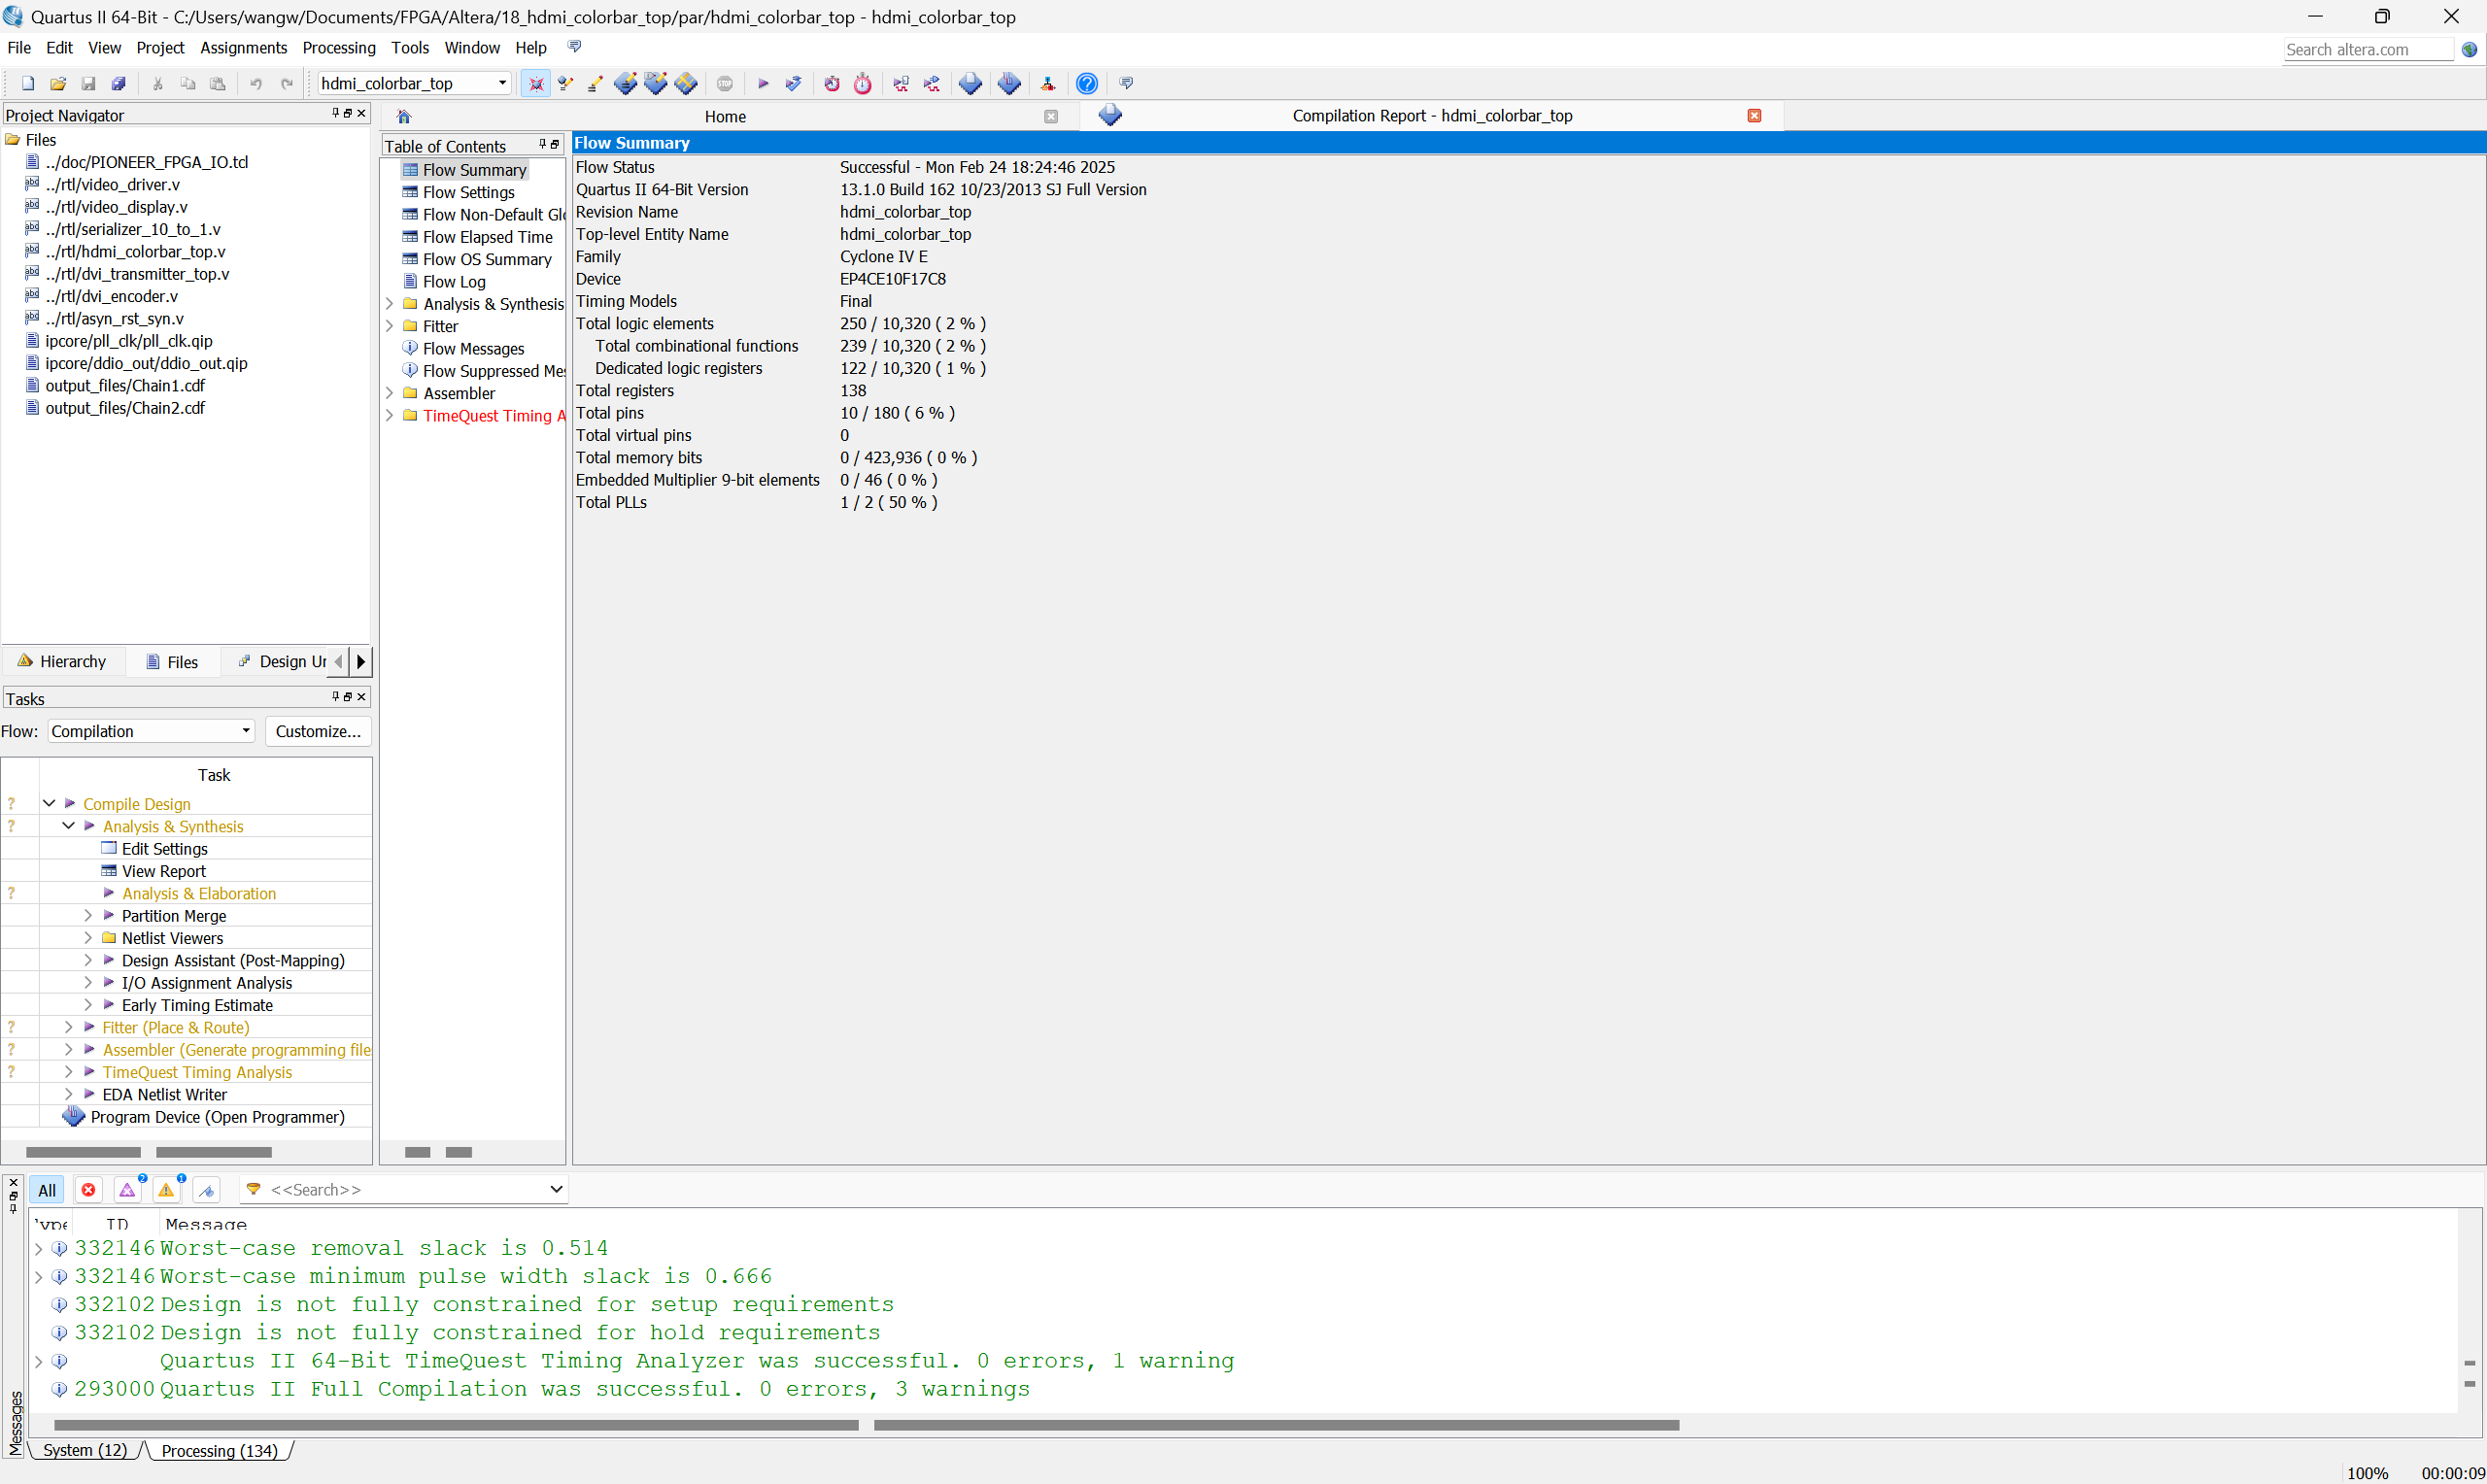 Quartus II 64-Bit - C:/Users/wangw/Documents/FPGA/Altera/18_hdmi_colorbar_top/par/hdmi_colorbar_top - hdmi_colorbar_top
File Edit View Project Assignments Processing Tools Window Help
Search altera.com
hdmi_colorbar_top
Project Navigator
Files
../doc/PIONEER_FPGA_IO.tcl
../rtl/video_driver.v
../rtl/video_display.v
../rtl/serializer_10_to_1.v
../rtl/hdmi_colorbar_top.v
../rtl/dvi_transmitter_top.v
../rtl/dvi_encoder.v
../rtl/asyn_rst_syn.v
ipcore/pll_clk/pll_clk.qip
ipcore/ddio_out/ddio_out.qip
output_files/Chain1.cdf
output_files/Chain2.cdf
Hierarchy Files Design Ur
Tasks
Flow: Compilation Customize...
Task
Compile Design
Analysis & Synthesis
Edit Settings
View Report
Analysis & Elaboration
Partition Merge
Netlist Viewers
Design Assistant (Post-Mapping)
I/O Assignment Analysis
Early Timing Estimate
Fitter (Place & Route)
Assembler (Generate programming file
TimeQuest Timing Analysis
EDA Netlist Writer
Program Device (Open Programmer)
Home
Compilation Report - hdmi_colorbar_top
Table of Contents
Flow Summary
Flow Settings
Flow Non-Default Glo
Flow Elapsed Time
Flow OS Summary
Flow Log
Analysis & Synthesis
Fitter
Flow Messages
Flow Suppressed Mes
Assembler
TimeQuest Timing A
Flow Summary
Flow Status Successful - Mon Feb 24 18:24:46 2025
Quartus II 64-Bit Version 13.1.0 Build 162 10/23/2013 SJ Full Version
Revision Name hdmi_colorbar_top
Top-level Entity Name hdmi_colorbar_top
Family Cyclone IV E
Device EP4CE10F17C8
Timing Models Final
Total logic elements 250 / 10,320 ( 2 % )
Total combinational functions 239 / 10,320 ( 2 % )
Dedicated logic registers 122 / 10,320 ( 1 % )
Total registers 138
Total pins 10 / 180 ( 6 % )
Total virtual pins 0
Total memory bits 0 / 423,936 ( 0 % )
Embedded Multiplier 9-bit elements 0 / 46 ( 0 % )
Total PLLs 1 / 2 ( 50 % )
All 2 1 <<Search>>
Type ID Message
332146 Worst-case removal slack is 0.514
332146 Worst-case minimum pulse width slack is 0.666
332102 Design is not fully constrained for setup requirements
332102 Design is not fully constrained for hold requirements
Quartus II 64-Bit TimeQuest Timing Analyzer was successful. 0 errors, 1 warning
293000 Quartus II Full Compilation was successful. 0 errors, 3 warnings
Messages
System (12) Processing (134)
100% 00:00:09